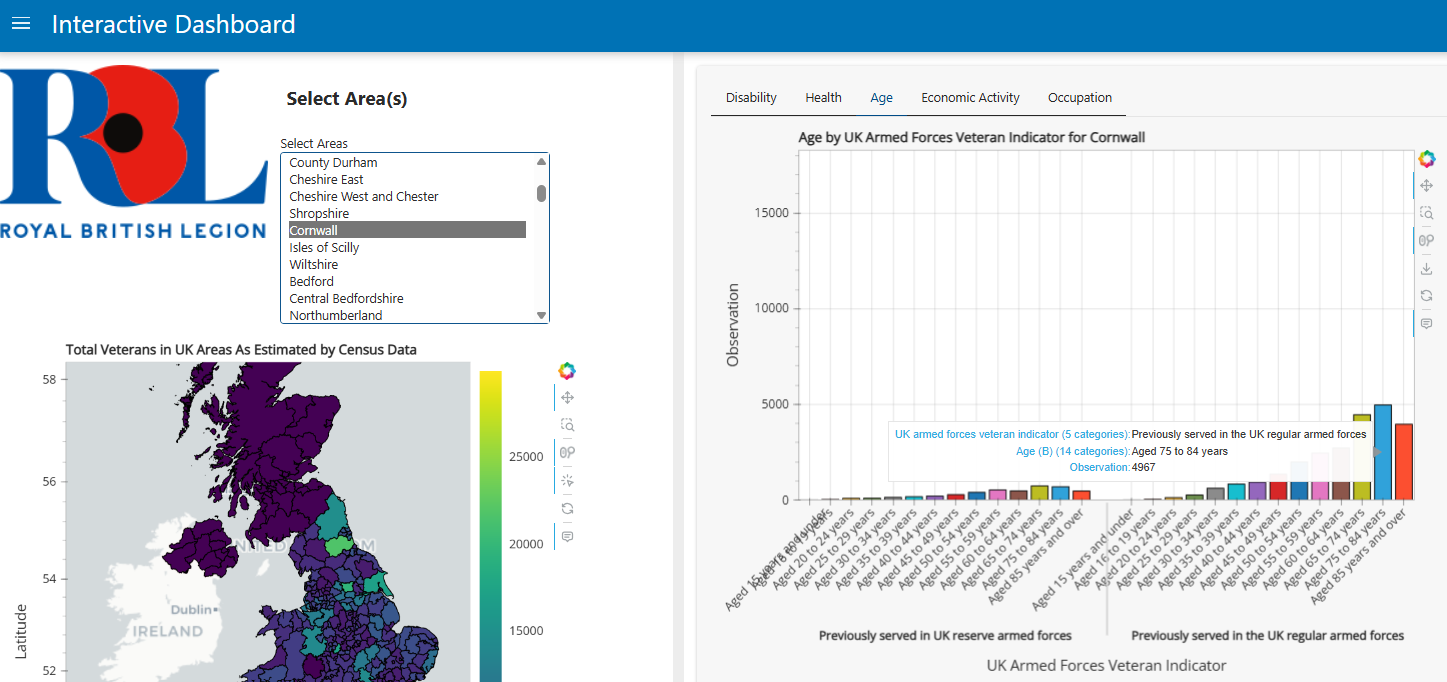 Interactive Dashboard
ROYAL BRITISH LEGION
Select Area(s)
Select Areas
County Durham
Cheshire East
Cheshire West and Chester
Shropshire
Cornwall
Isles of Scilly
Wiltshire
Bedford
Central Bedfordshire
Northumberland
Total Veterans in UK Areas As Estimated by Census Data
58
56
54
52
Latitude
Dublin
IRELAND
25000
20000
15000
Disability Health Age Economic Activity Occupation
Age by UK Armed Forces Veteran Indicator for Cornwall
Observation
15000
10000
5000
0
UK armed forces veteran indicator (5 categories): Previously served in the UK regular armed forces
Age (B) (14 categories): Aged 75 to 84 years
Observation: 4967
Aged 15 years and under
Aged 16 to 19 years
Aged 20 to 24 years
Aged 25 to 29 years
Aged 30 to 34 years
Aged 35 to 39 years
Aged 40 to 44 years
Aged 45 to 49 years
Aged 50 to 54 years
Aged 55 to 59 years
Aged 60 to 64 years
Aged 65 to 74 years
Aged 75 to 84 years
Aged 85 years and over
Aged 15 years and under
Aged 16 to 19 years
Aged 20 to 24 years
Aged 25 to 29 years
Aged 30 to 34 years
Aged 35 to 39 years
Aged 40 to 44 years
Aged 45 to 49 years
Aged 50 to 54 years
Aged 55 to 59 years
Aged 60 to 64 years
Aged 65 to 74 years
Aged 75 to 84 years
Aged 85 years and over
Previously served in UK reserve armed forces
Previously served in the UK regular armed forces
UK Armed Forces Veteran Indicator